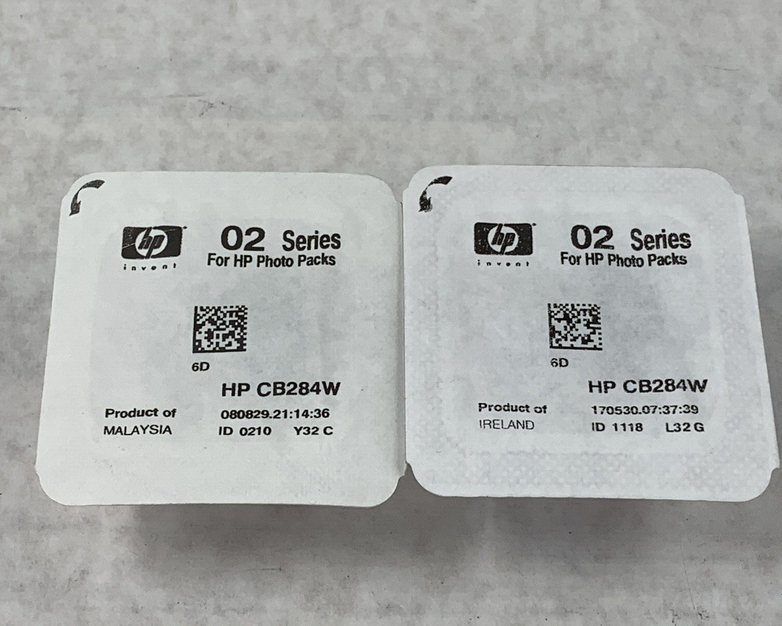 hp
invent
02 Series
For HP Photo Packs
6D
HP CB284W
Product of 080829.21:14:36
MALAYSIA ID 0210 Y32 C
hp
invent
02 Series
For HP Photo Packs
6D
HP CB284W
Product of 170530.07:37:39
IRELAND ID 1118 L32 G